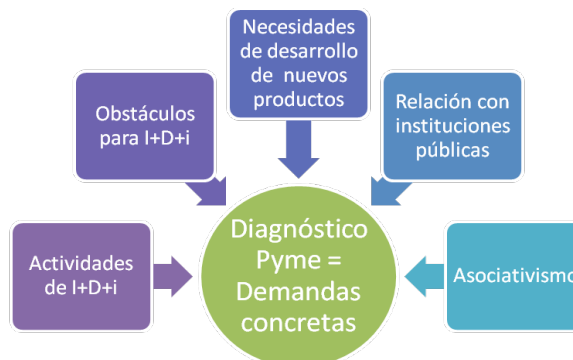 Necesidades
de desarrollo
de nuevos
productos
Obstáculos
para I+D+i
Relación con
instituciones
públicas
Actividades
de I+D+i
Diagnóstico
Pyme =
Demandas
concretas
Asociativismo